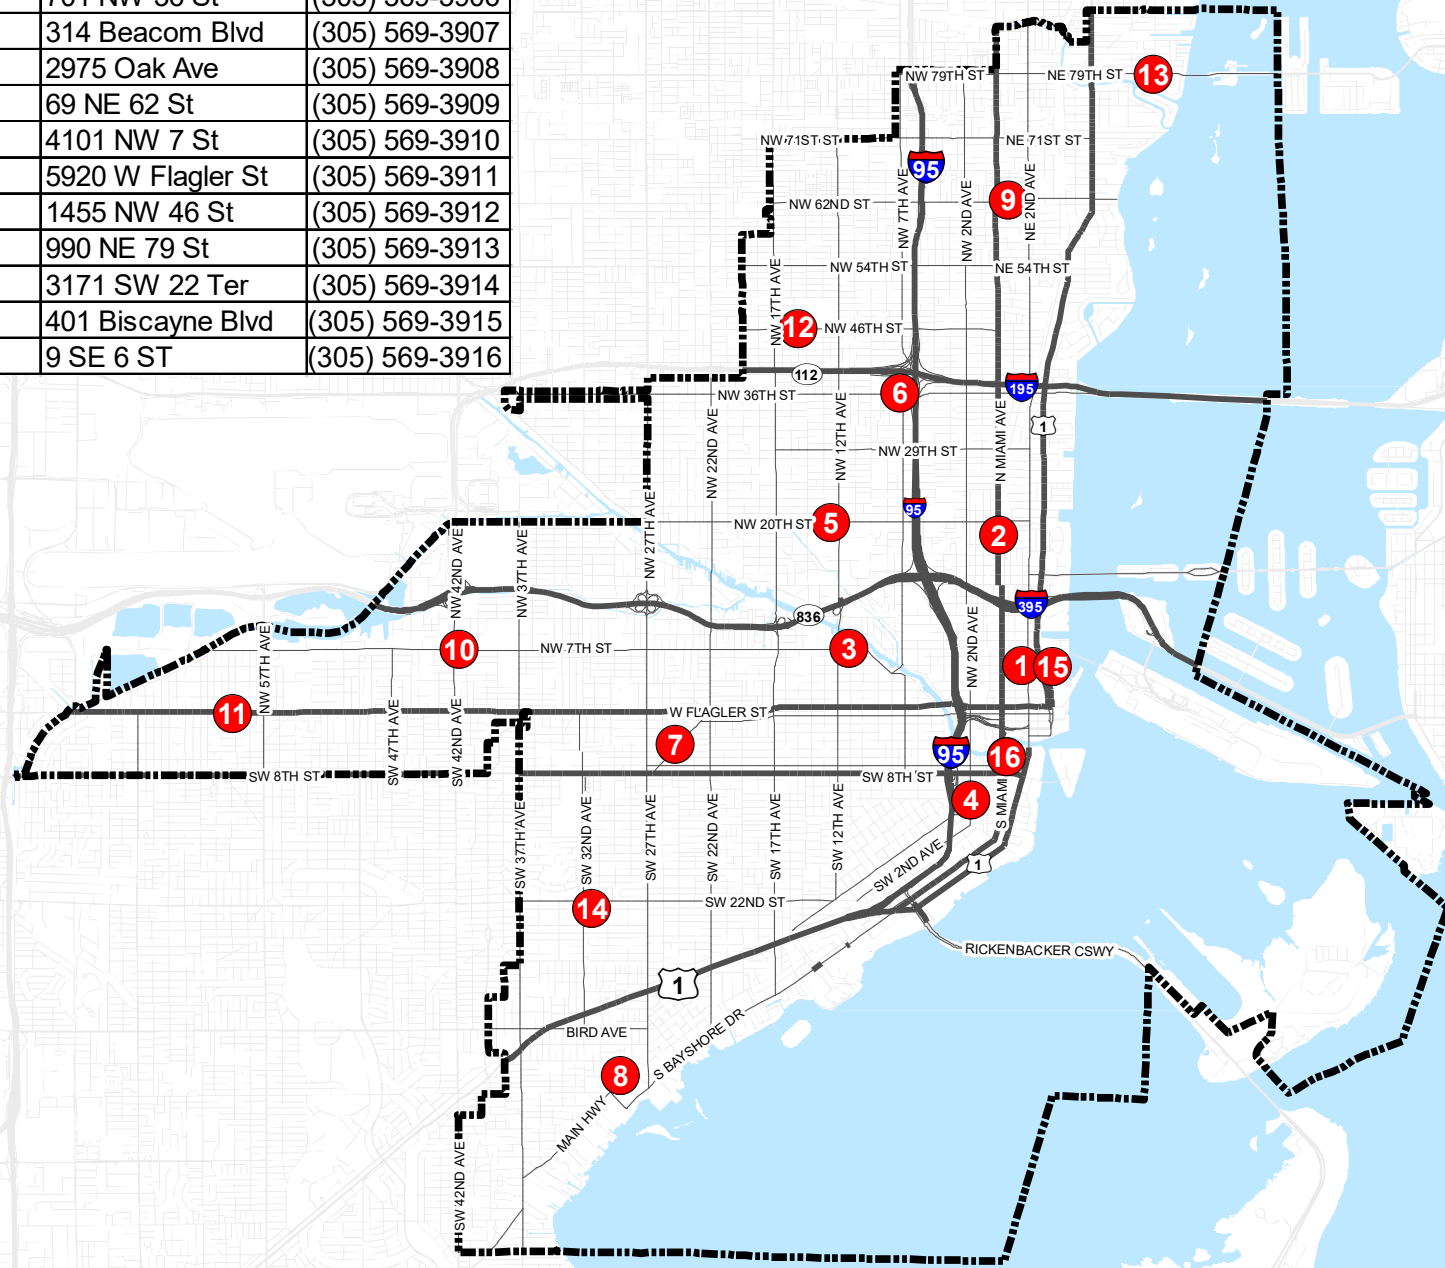 701 NW 36 St (305) 569-3906
314 Beacom Blvd (305) 569-3907
2975 Oak Ave (305) 569-3908
69 NE 62 St (305) 569-3909
4101 NW 7 St (305) 569-3910
5920 W Flagler St (305) 569-3911
1455 NW 46 St (305) 569-3912
990 NE 79 St (305) 569-3913
3171 SW 22 Ter (305) 569-3914
401 Biscayne Blvd (305) 569-3915
9 SE 6 ST (305) 569-3916
NW 79TH ST
NE 79TH ST
13
NW 71ST ST
NE 71ST ST
95
NW 7TH AVE
NW 2ND AVE
9
NE 2ND AVE
NW 62ND ST
NW 54TH ST
NE 54TH ST
NW 17TH AVE
12
NW 46TH ST
112
6
195
NW 36TH ST
1
NW 22ND AVE
NW 12TH AVE
N MIAMI AVE
NW 29TH ST
95
NW 20TH ST
5
2
NW 27TH AVE
NW 42ND AVE
NW 37TH AVE
836
395
NW 57TH AVE
10
NW 7TH ST
3
NW 2ND AVE
1
15
11
W FLAGLER ST
SW 47TH AVE
SW 42ND AVE
7
95
16
SW 8TH ST
SW 8TH ST
4
S MIAMI
SW 37TH AVE
SW 32ND AVE
SW 27TH AVE
SW 22ND AVE
SW 17TH AVE
SW 12TH AVE
SW 2ND AVE
1
14
SW 22ND ST
RICKENBACKER CSWY
1
BIRD AVE
S BAYSHORE DR
8
MAIN HWY
SW 42ND AVE